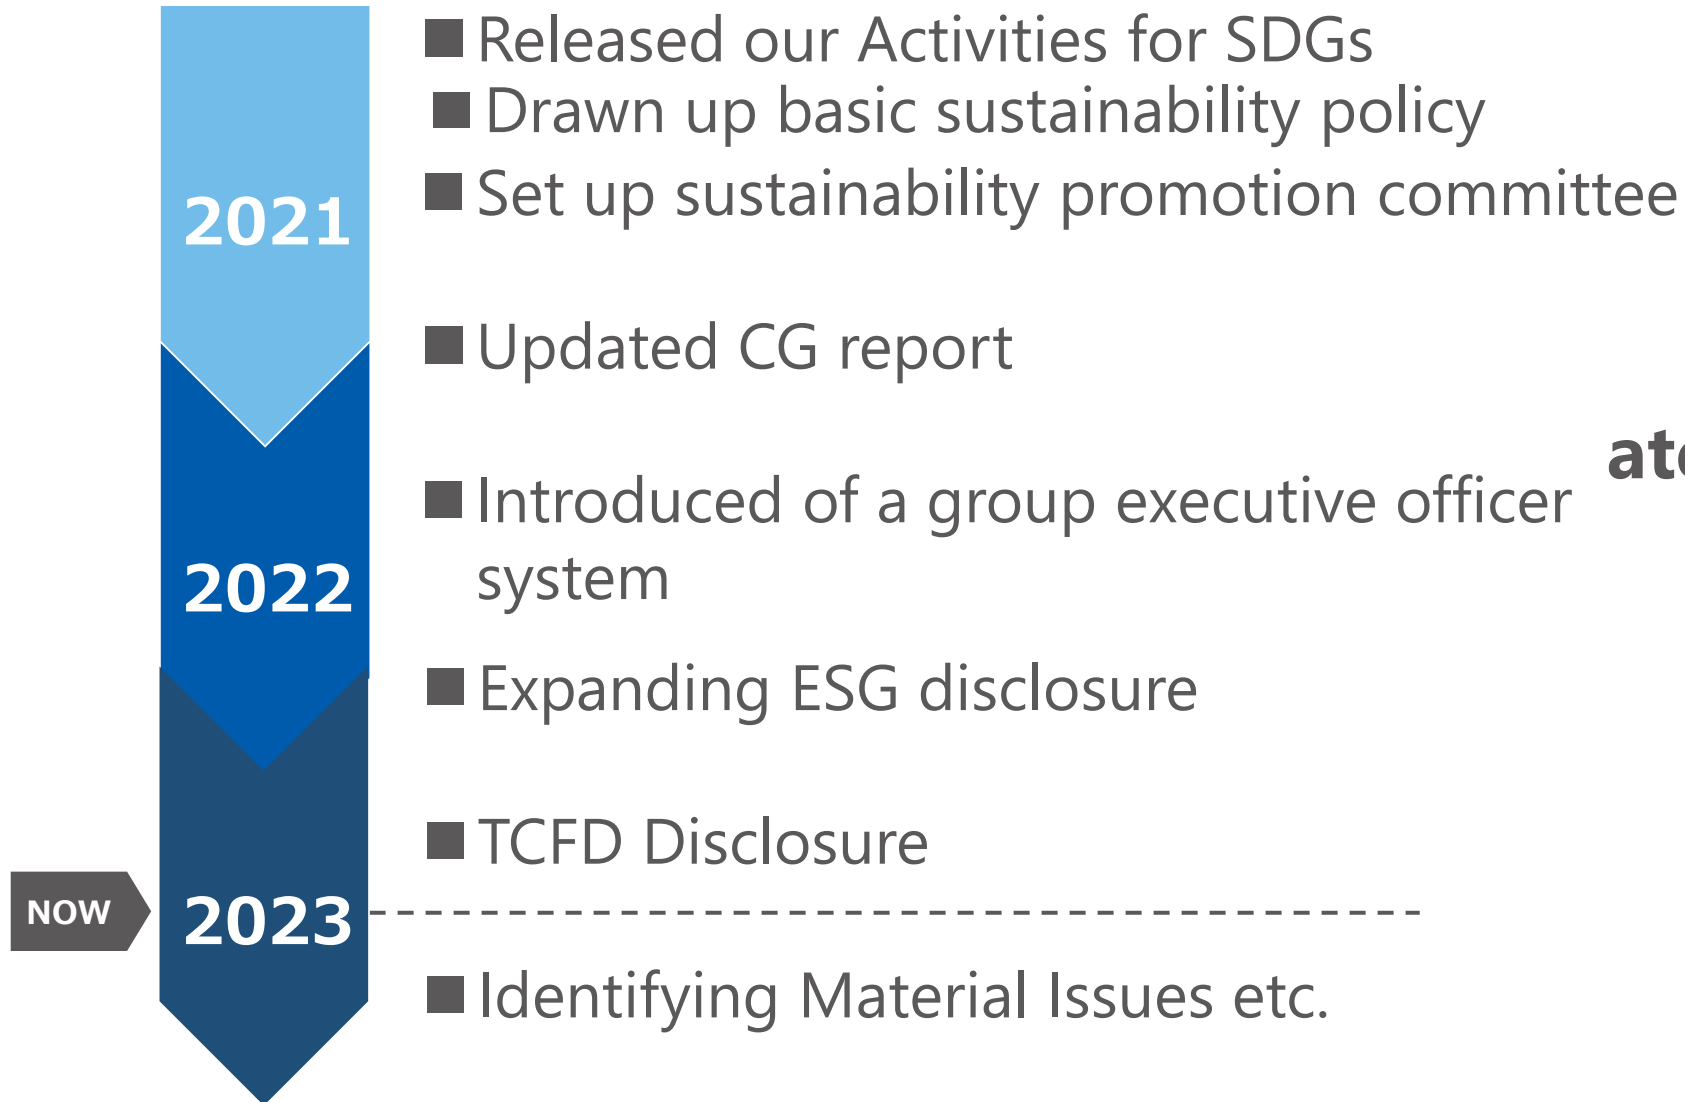 ■ Released our Activities for SDGs
■ Drawn up basic sustainability policy
■ Set up sustainability promotion committee
2021
■ Updated CG report
■ Introduced of a group executive officer
system
2022
■ Expanding ESG disclosure
■ TCFD Disclosure
NOW
2023
■ Identifying Material Issues etc.